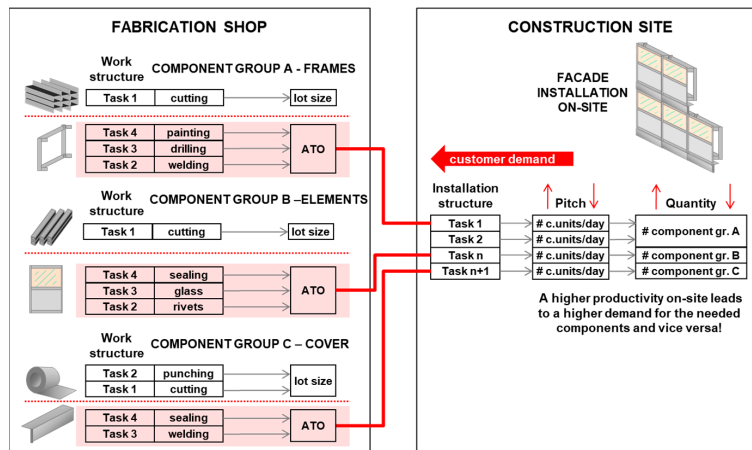 FABRICATION SHOP
Work structure
COMPONENT GROUP A - FRAMES
Task 1 cutting lot size
Task 4 painting
Task 3 drilling ATO
Task 2 welding
Work structure
COMPONENT GROUP B –ELEMENTS
Task 1 cutting lot size
Task 4 sealing
Task 3 glass ATO
Task 2 rivets
Work structure
COMPONENT GROUP C – COVER
Task 2 punching
Task 1 cutting
lot size
Task 4 sealing
Task 3 welding
ATO
CONSTRUCTION SITE
FACADE
INSTALLATION
ON-SITE
customer demand
Installation structure
Pitch
Quantity
Task 1 # c.units/day
Task 2 # c.units/day
# component gr. A
Task n # c.units/day # component gr. B
Task n+1 # c.units/day # component gr. C
A higher productivity on-site leads
to a higher demand for the needed
components and vice versa!